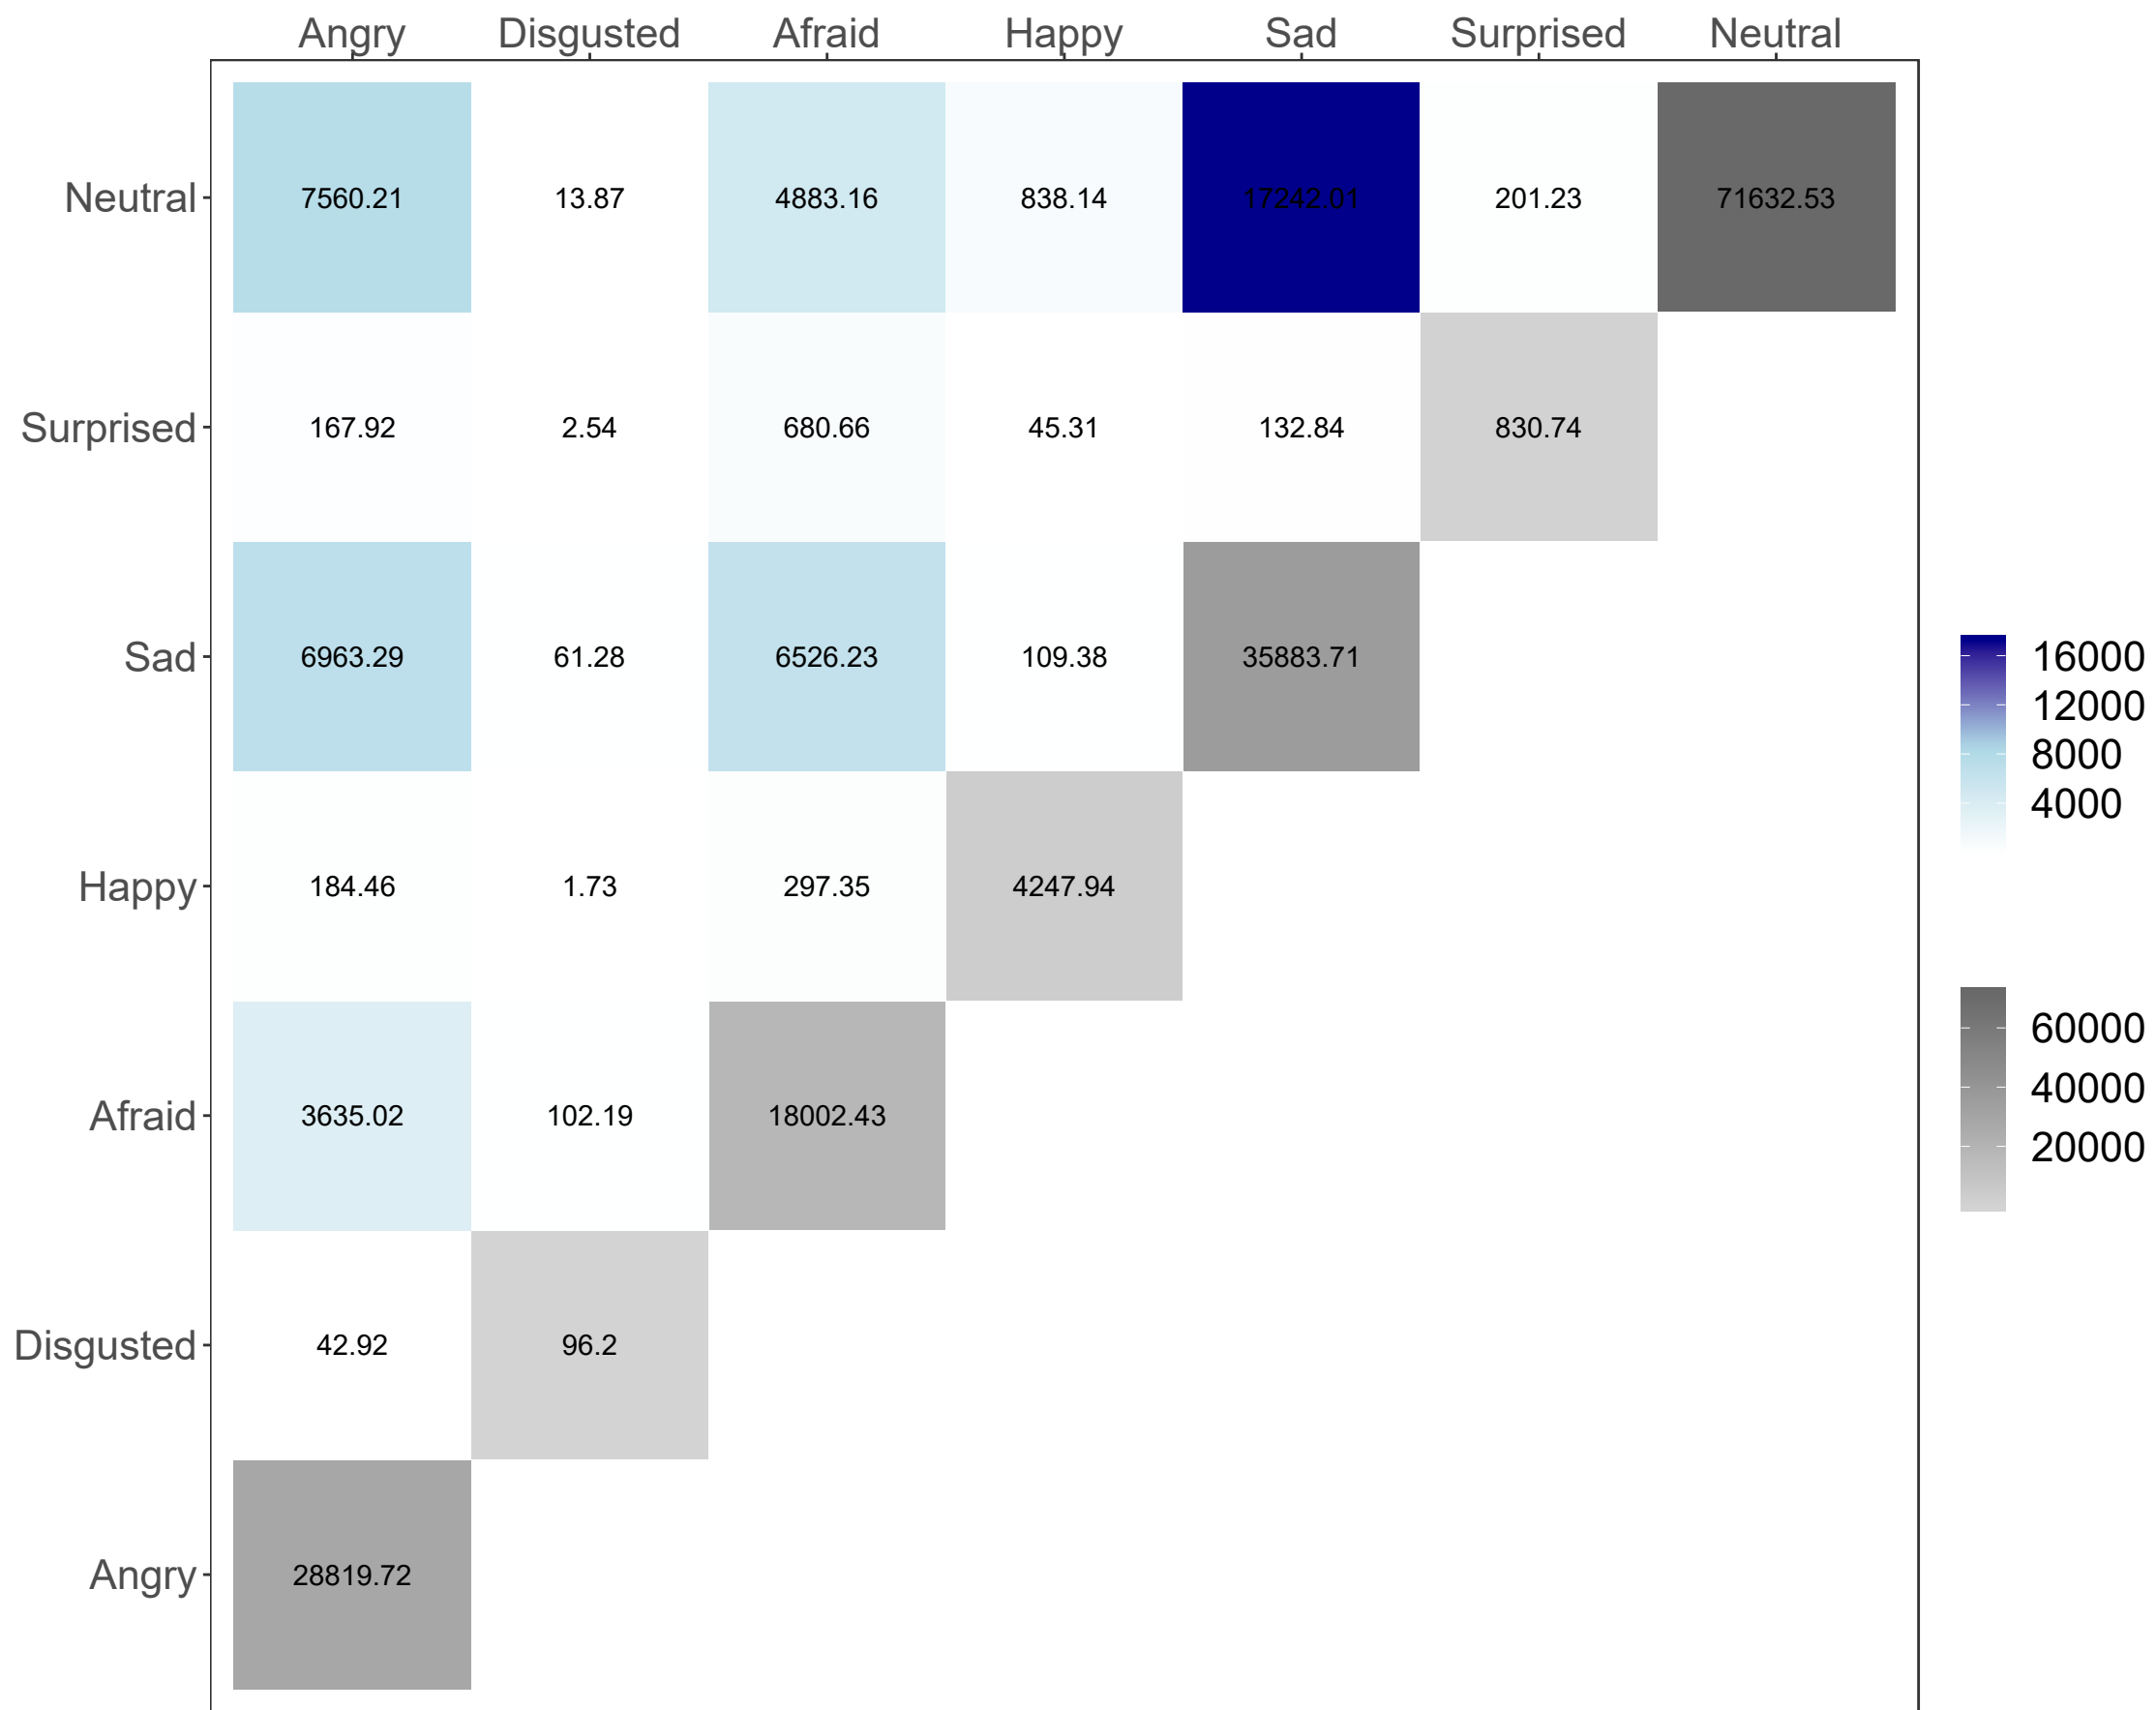 Angry Disgusted Afraid Happy Sad Surprised Neutral
Neutral 7560.21 13.87 4883.16 838.14 17242.01 201.23 71632.53
Surprised 167.92 2.54 680.66 45.31 132.84 830.74
Sad 6963.29 61.28 6526.23 109.38 35883.71
Happy 184.46 1.73 297.35 4247.94
Afraid 3635.02 102.19 18002.43
Disgusted 42.92 96.2
Angry 28819.72
16000
12000
8000
4000
60000
40000
20000